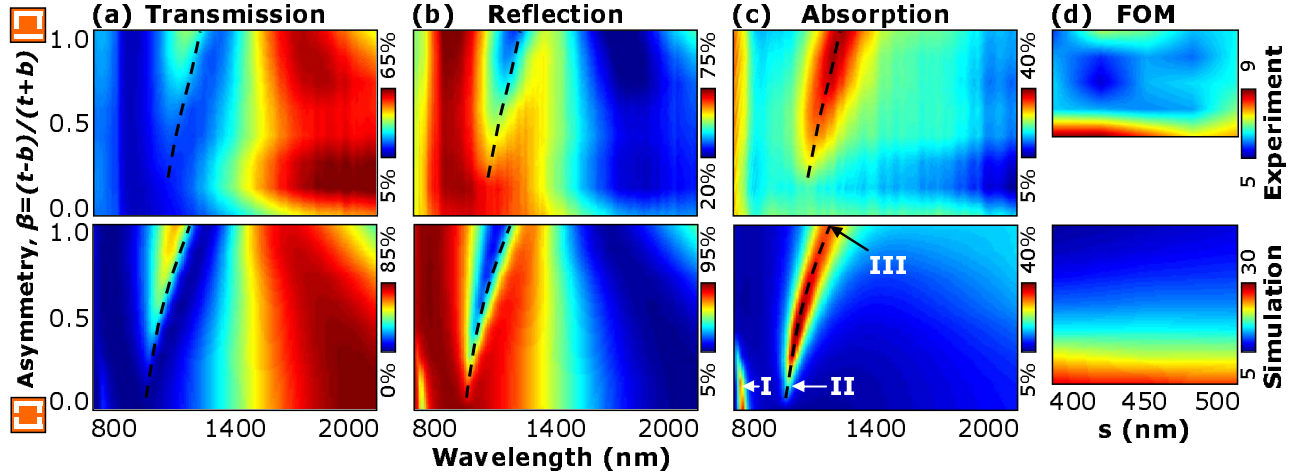 (a) Transmission
(b) Reflection
(c) Absorption
(d) FOM
Asymmetry, β=(t-b)/(t+b)
1.0
0.5
0.0
65%
5%
75%
20%
40%
5%
9
5
Experiment
1.0
0.5
0.0
85%
0%
95%
5%
III
I
II
40%
5%
30
5
Simulation
800 1400 2000
800 1400 2000
800 1400 2000
400 450 500
Wavelength (nm)
s (nm)